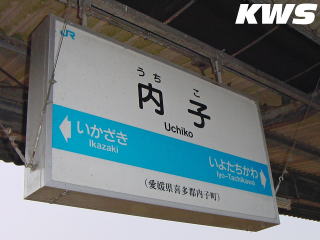 KWS
JR
うちこ
内子
Uchiko
いかざき
Ikazaki
いよたちかわ
Iyo-Tachikawa
(愛媛県喜多郡内子町)